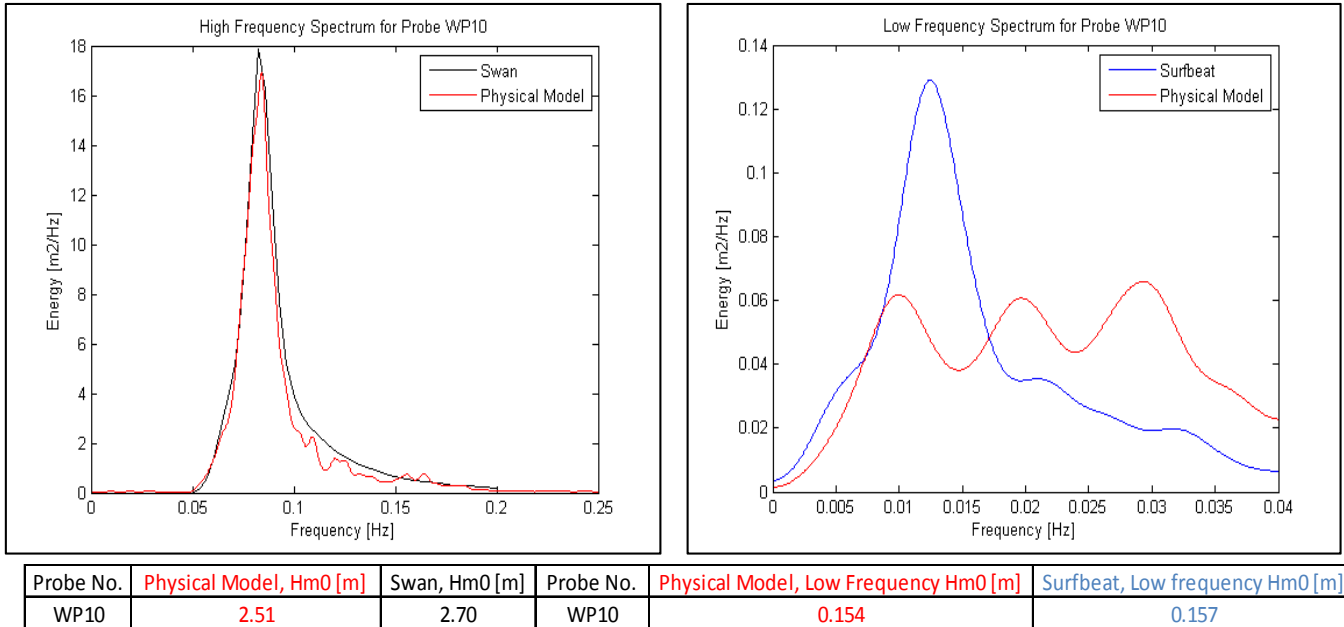 High Frequency Spectrum for Probe WP10
18
16
14
12
10
8
6
4
2
0
Energy [m2/Hz]
Swan
Physical Model
0 0.05 0.1 0.15 0.2 0.25
Frequency [Hz]
Low Frequency Spectrum for Probe WP10
0.14
0.12
0.1
0.08
0.06
0.04
0.02
0
Energy [m2/Hz]
Surfbeat
Physical Model
0 0.005 0.01 0.015 0.02 0.025 0.03 0.035 0.04
Frequency [Hz]
Probe No. Physical Model, Hm0 [m] Swan, Hm0 [m] Probe No. Physical Model, Low Frequency Hm0 [m] Surfbeat, Low frequency Hm0 [m]
WP10 2.51 2.70 WP10 0.154 0.157